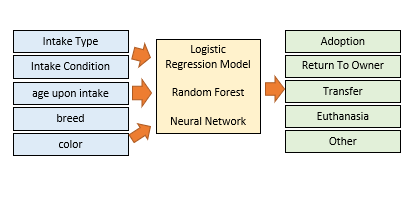 Intake Type
Intake Condition
age upon intake
breed
color
Logistic
Regression Model
Random Forest
Neural Network
Adoption
Return To Owner
Transfer
Euthanasia
Other